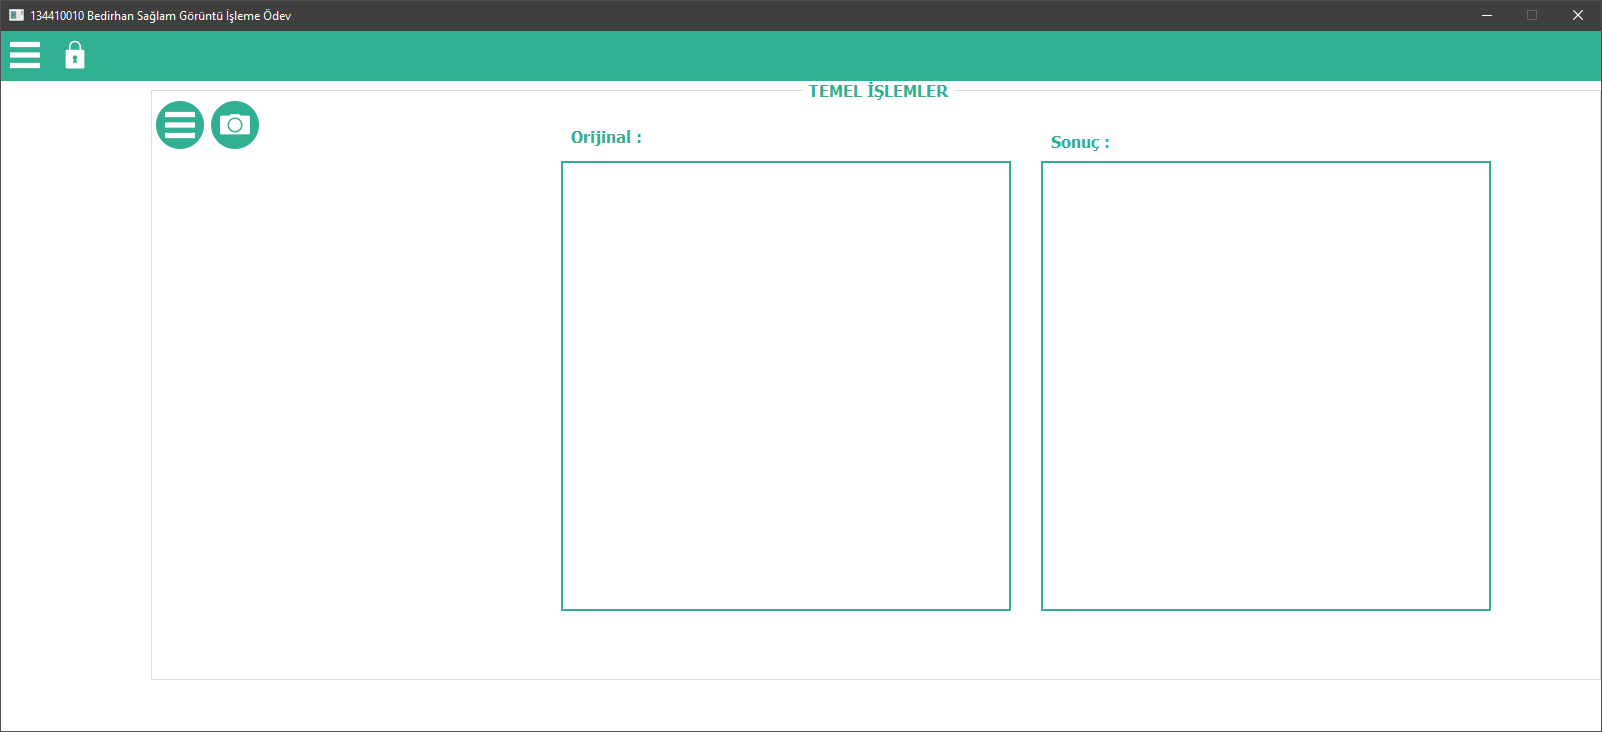 134410010 Bedirhan Sağlam Görüntü İşleme Ödev
TEMEL İŞLEMLER
Orijinal :
Sonuç :